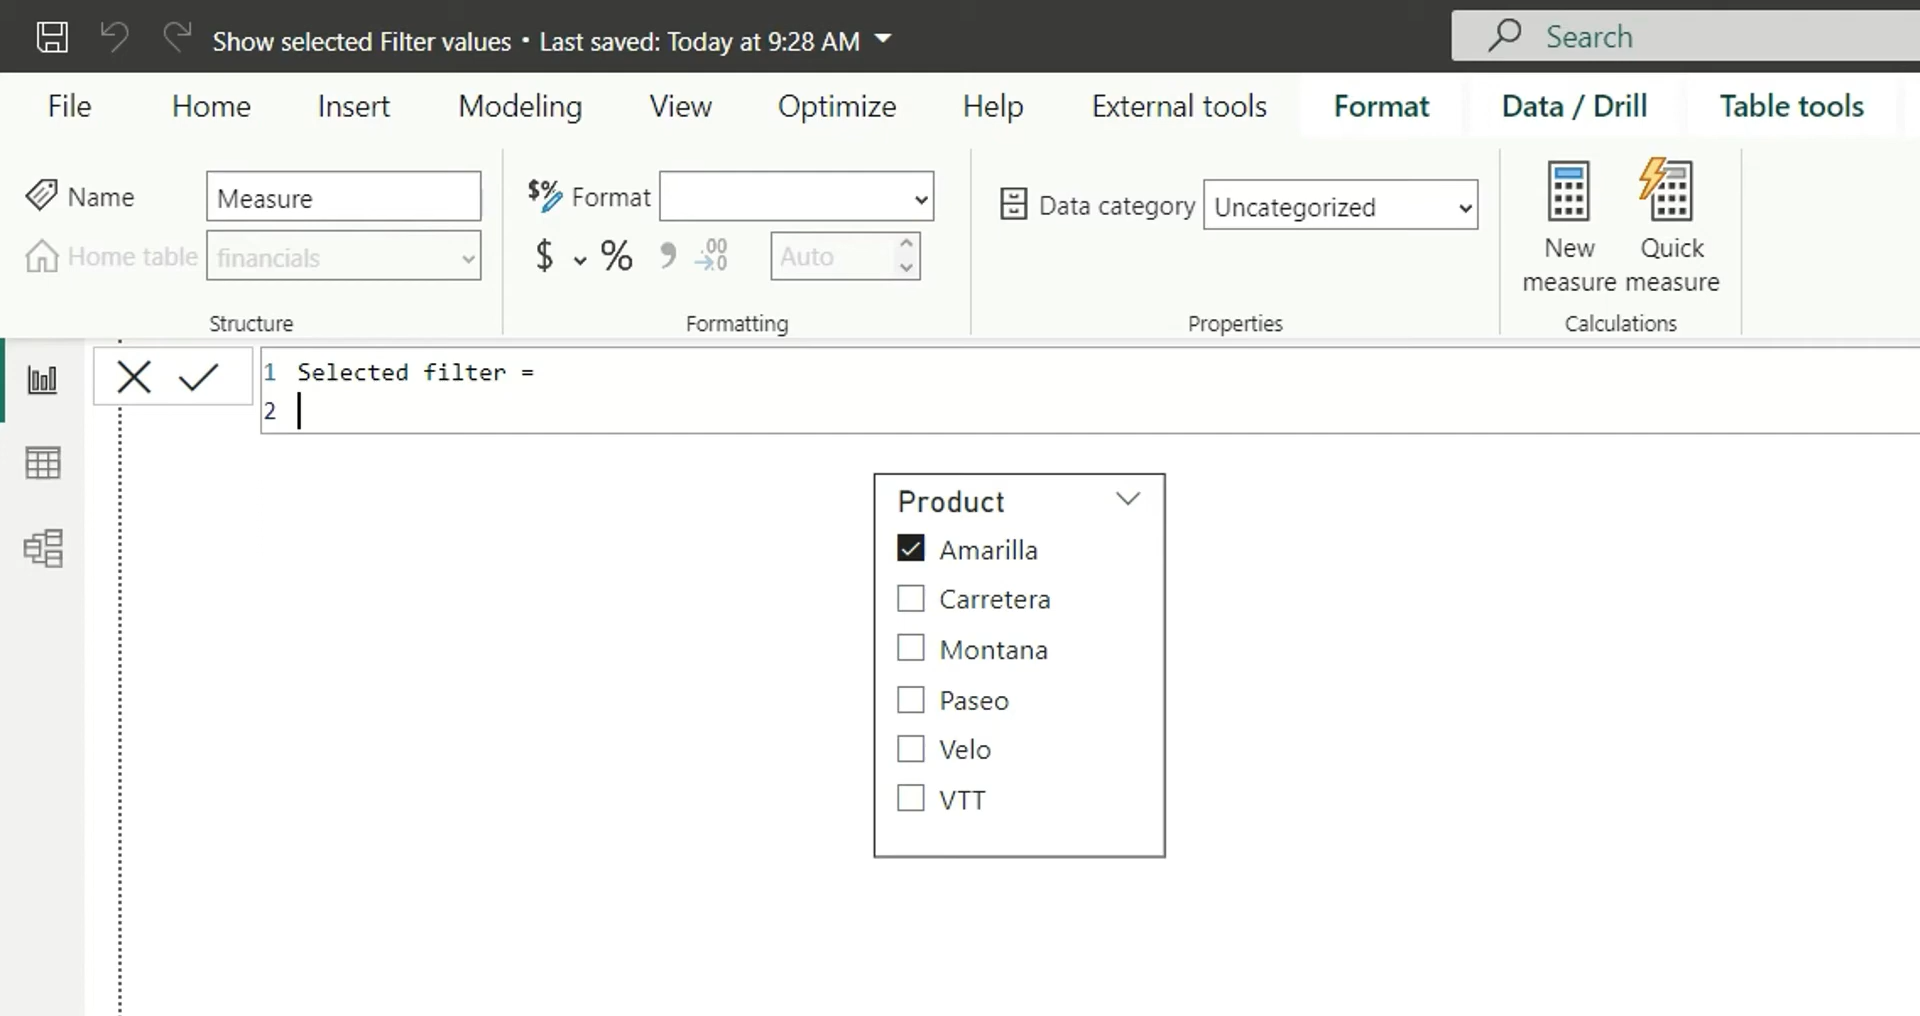 Show selected Filter values • Last saved: Today at 9:28 AM
Search
File Home Insert Modeling View Optimize Help External tools Format Data / Drill Table tools
Name Measure
Home table financials
Structure
$% Format
$ % , .00 →.0 Auto
Formatting
Data category Uncategorized
Properties
New measure
Quick measure
Calculations
1 Selected filter =
2
Product
Amarilla
Carretera
Montana
Paseo
Velo
VTT